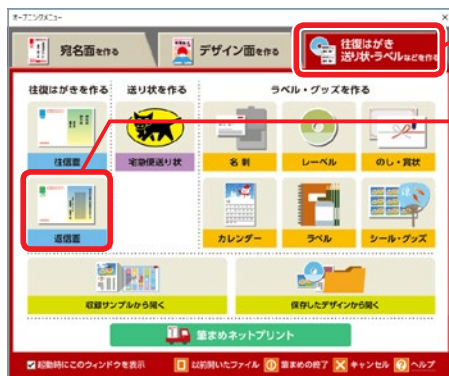 オープニングメニュー
宛名面を作る
デザイン面を作る
往復はがき
送り状・ラベルなどを作る
往復はがきを作る 送り状を作る ラベル・グッズを作る
往信面 宅急便送り状 名刺 レーベル のし・賞状
返信面 カレンダー ラベル シール・グッズ
収録サンプルから開く 保存したデザインから開く
筆まめネットプリント
起動時にこのウィンドウを表示 以前開いたファイル 筆まめの終了 キャンセル ヘルプ